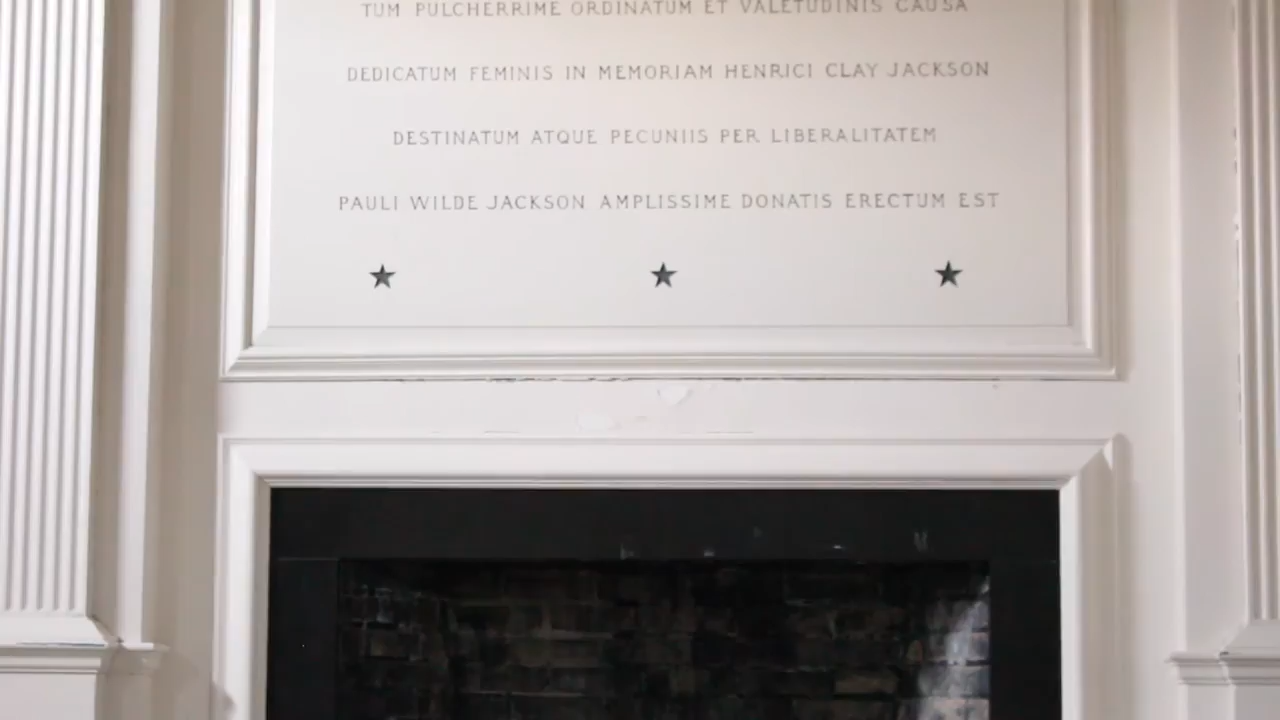 TUM PULCHERRIME ORDINATUM ET VALETUDINIS CAUSA
DEDICATUM FEMINIS IN MEMORIAM HENRICI CLAY JACKSON
DESTINATUM ATQUE PECUNIIS PER LIBERALITATEM
PAULI WILDE JACKSON AMPLISSIME DONATIS ERECTUM EST